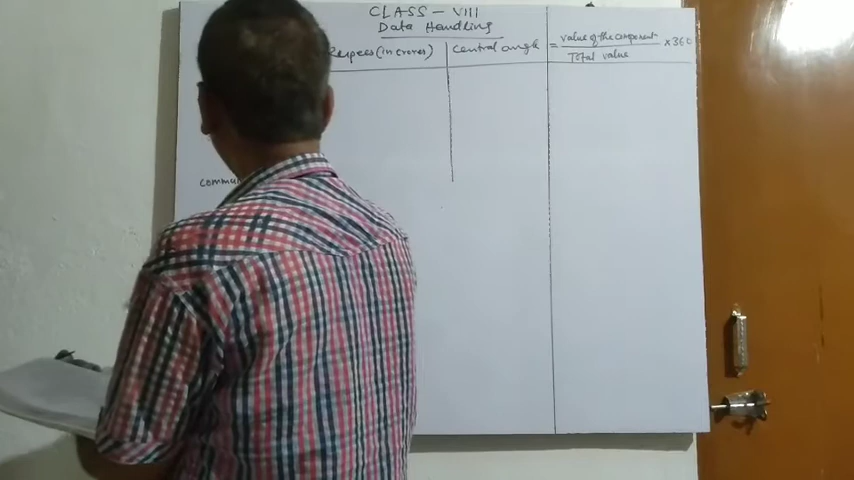 CLASS - VIII
Data Handling
Rupees (in crores) Central angle = value of the component / Total value × 360